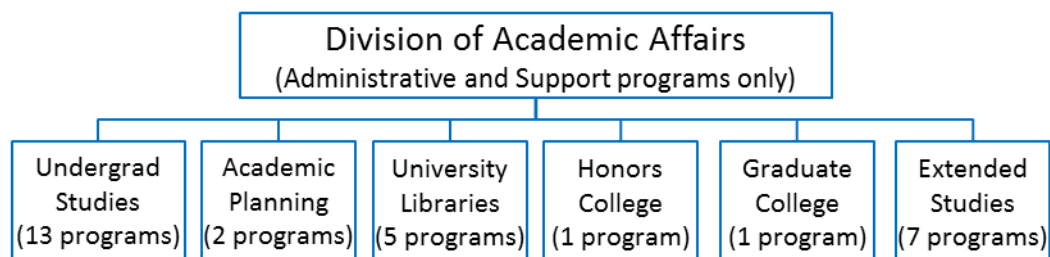 Division of Academic Affairs
(Administrative and Support programs only)
Undergrad
Studies
(13 programs)
Academic
Planning
(2 programs)
University
Libraries
(5 programs)
Honors
College
(1 program)
Graduate
College
(1 program)
Extended
Studies
(7 programs)